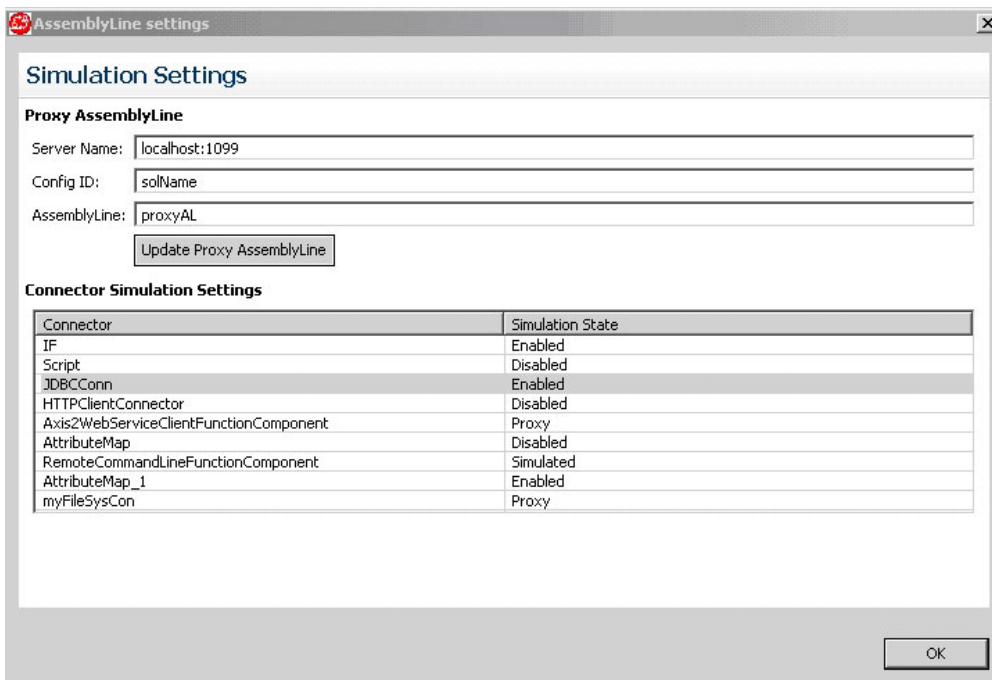 AssemblyLine settings
Simulation Settings
Proxy AssemblyLine
Server Name: localhost:1099
Config ID: solName
AssemblyLine: proxyAL
Update Proxy AssemblyLine
Connector Simulation Settings
Connector Simulation State
IF Enabled
Script Disabled
JDBCConn Enabled
HTTPClientConnector Disabled
Axis2WebServiceClientFunctionComponent Proxy
AttributeMap Disabled
RemoteCommandLineFunctionComponent Simulated
AttributeMap_1 Enabled
myFileSysCon Proxy
OK